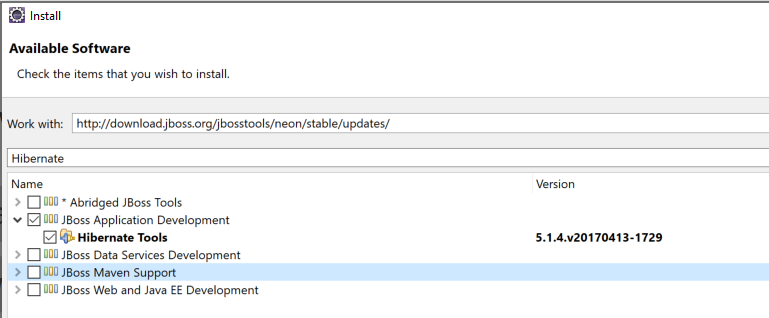 Install
Available Software
Check the items that you wish to install.
Work with: http://download.jboss.org/jbosstools/neon/stable/updates/
Hibernate
Name Version
* Abridged JBoss Tools
JBoss Application Development
Hibernate Tools 5.1.4.v20170413-1729
JBoss Data Services Development
JBoss Maven Support
JBoss Web and Java EE Development